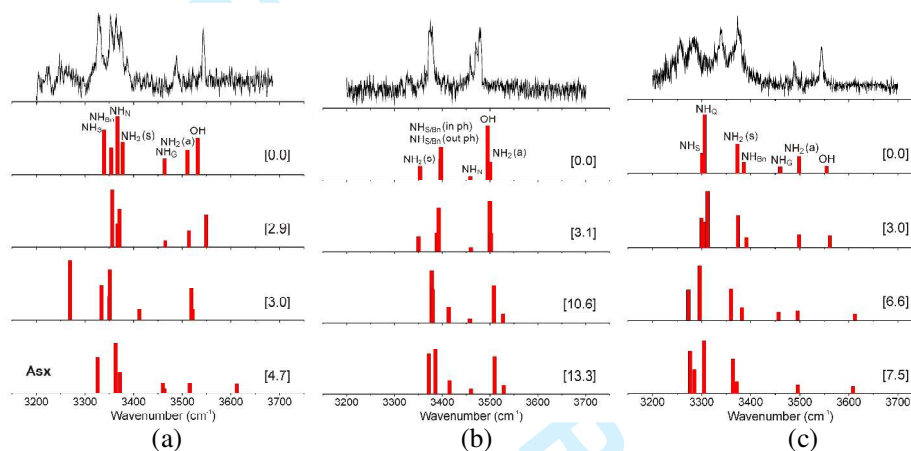 NH_S NH_Bn NH_N NH_2 (s) NH_G NH_2 (a) OH
[0.0]
[2.9]
[3.0]
Asx [4.7]
3200 3300 3400 3500 3600 3700
Wavenumber (cm^-1)
(a)
NH_S/Bn (in ph)
NH_S/Bn (out ph)
NH_2 (s) NH_N OH NH_2 (a)
[0.0]
[3.1]
[10.6]
[13.3]
3200 3300 3400 3500 3600 3700
Wavenumber (cm^-1)
(b)
NH_S NH_Q NH_2 (s) NH_Bn NH_G NH_2 (a) OH
[0.0]
[3.0]
[6.6]
[7.5]
3200 3300 3400 3500 3600 3700
Wavenumber (cm^-1)
(c)